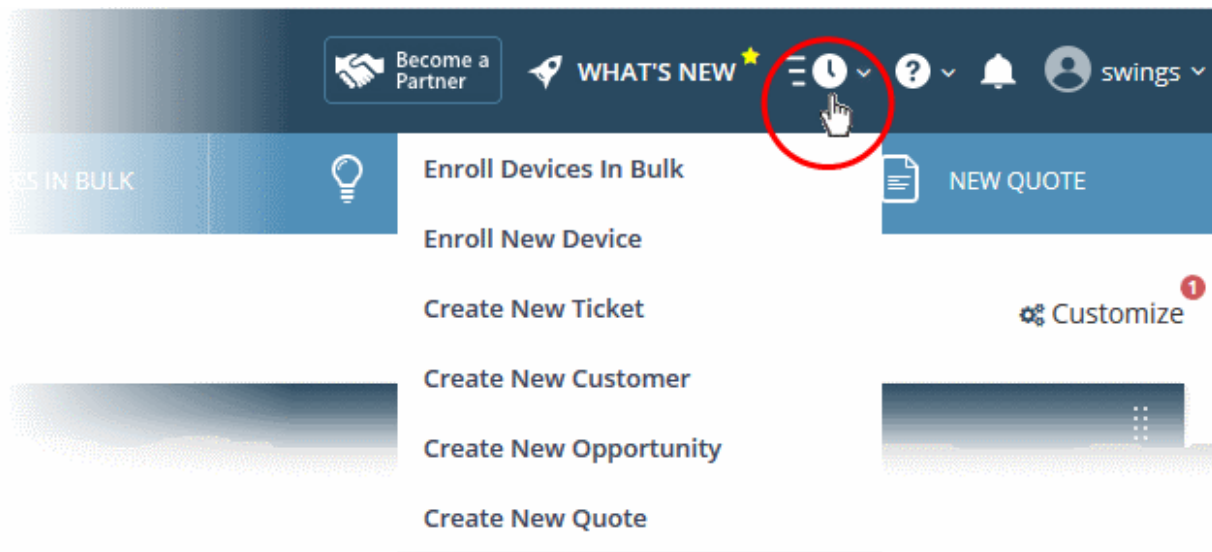 Become a
Partner
WHAT'S NEW
?
swings
ES IN BULK
NEW QUOTE
Enroll Devices In Bulk
Enroll New Device
Create New Ticket
1
Customize
Create New Customer
Create New Opportunity
Create New Quote